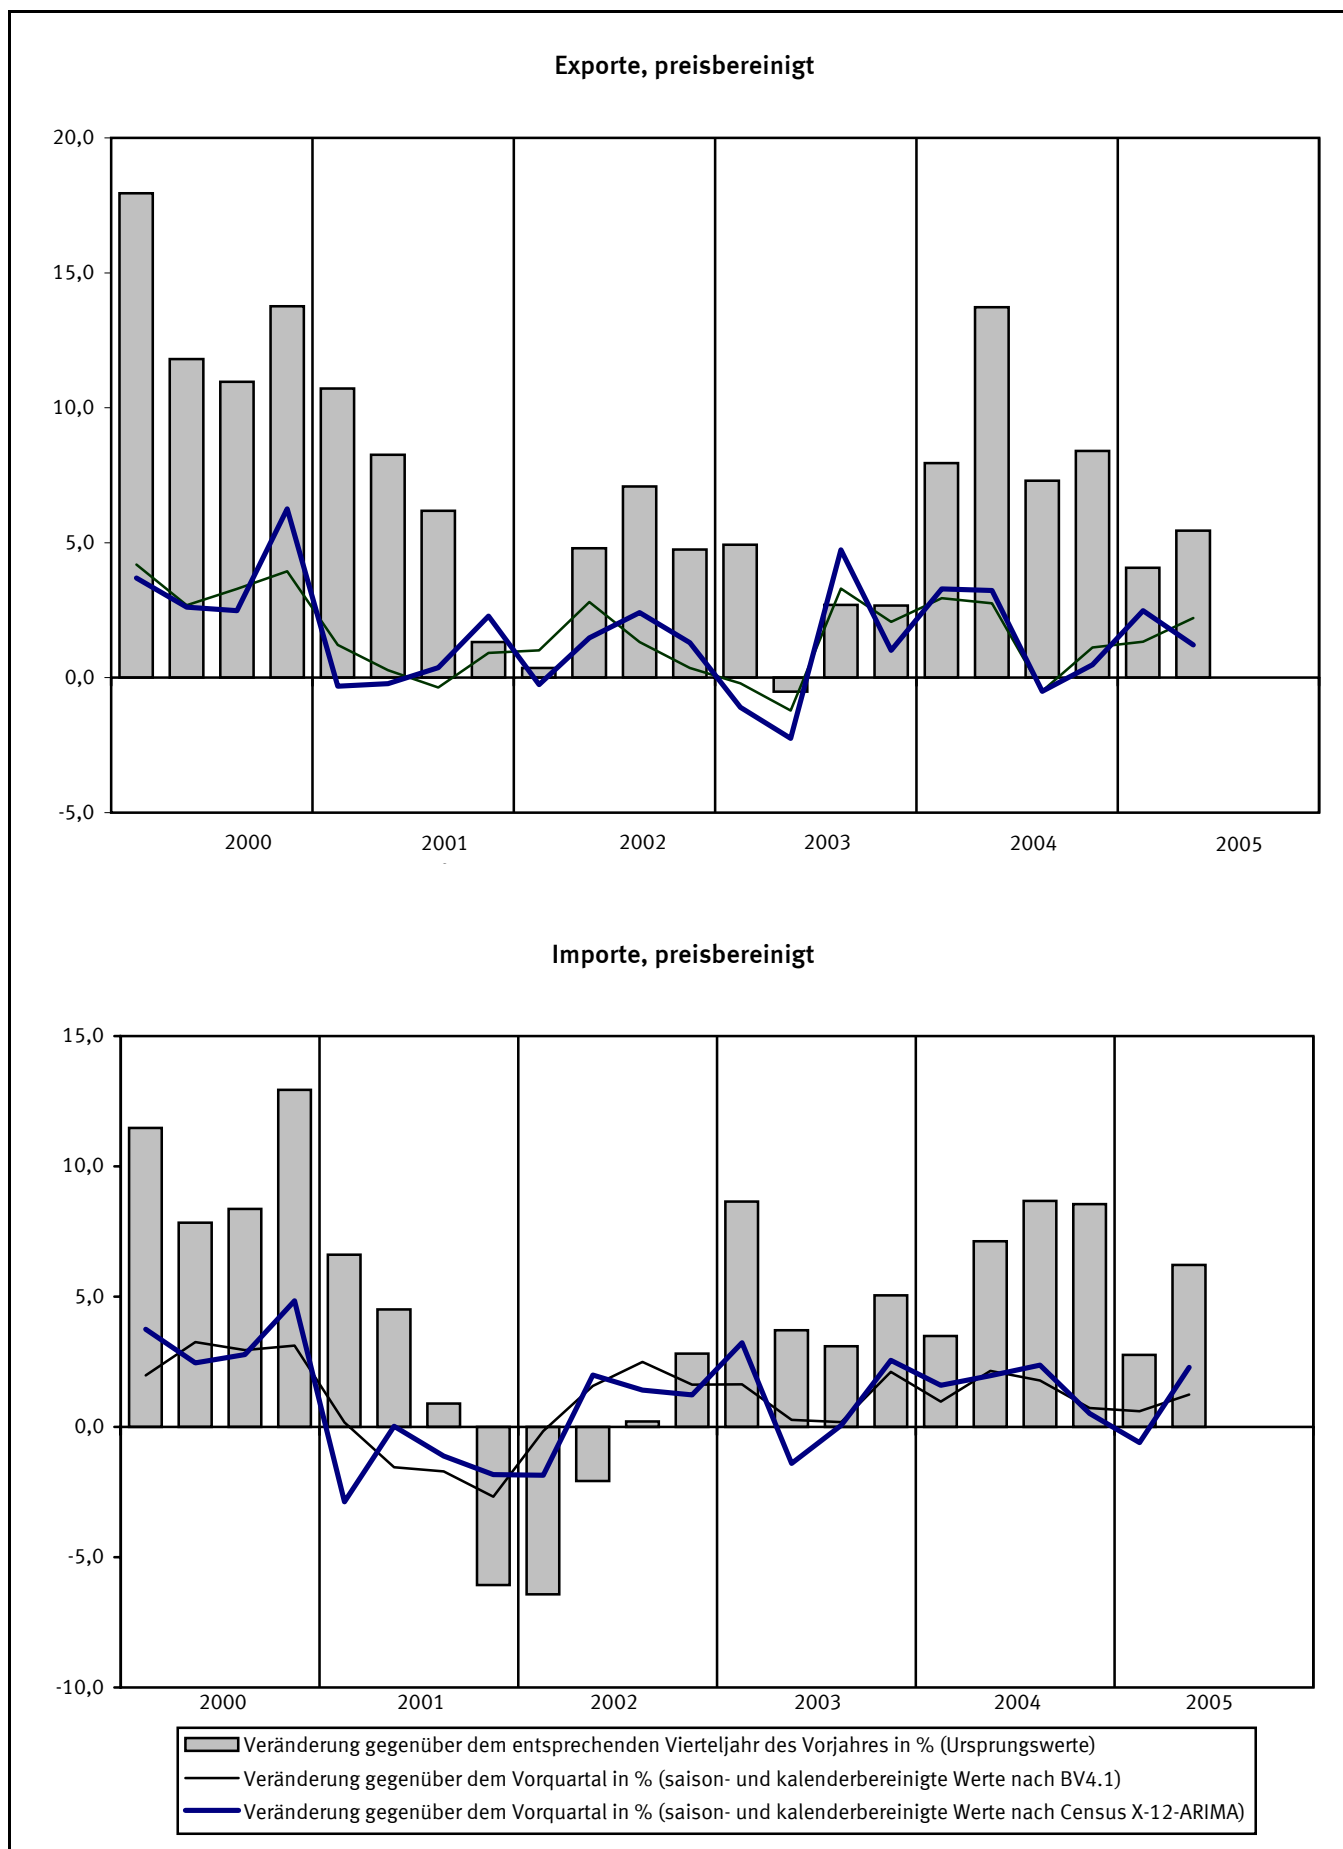 Exporte, preisbereinigt
20,0
15,0
10,0
5,0
0,0
-5,0
2000 2001 2002 2003 2004 2005
Importe, preisbereinigt
15,0
10,0
5,0
0,0
-5,0
-10,0
2000 2001 2002 2003 2004 2005
Veränderung gegenüber dem entsprechenden Vierteljahr des Vorjahres in % (Ursprungswerte)
Veränderung gegenüber dem Vorquartal in % (saison- und kalenderbereinigte Werte nach BV4.1)
Veränderung gegenüber dem Vorquartal in % (saison- und kalenderbereinigte Werte nach Census X-12-ARIMA)